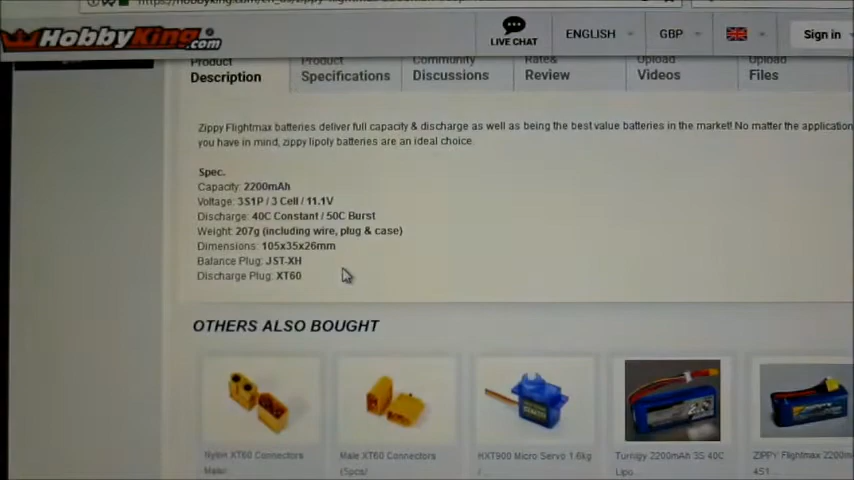 HobbyKing.com
LIVE CHAT
ENGLISH
GBP
Sign in
Product Description
Product Specifications
Community Discussions
Rate& Review
Upload Videos
Upload Files
Zippy Flightmax batteries deliver full capacity & discharge as well as being the best value batteries in the market! No matter the application
you have in mind, zippy lipoly batteries are an ideal choice
Spec.
Capacity: 2200mAh
Voltage: 3S1P / 3 Cell / 11.1V
Discharge: 40C Constant / 50C Burst
Weight: 207g (including wire, plug & case)
Dimensions: 105x35x26mm
Balance Plug: JST-XH
Discharge Plug: XT60
OTHERS ALSO BOUGHT
Nylon XT60 Connectors
Male XT60 Connectors
(5pcs/
HXT900 Micro Servo 1.6kg
/ ...
Turnigy 2200mAh 3S 40C
Lipo...
ZIPPY Flightmax 2200m
4S1...